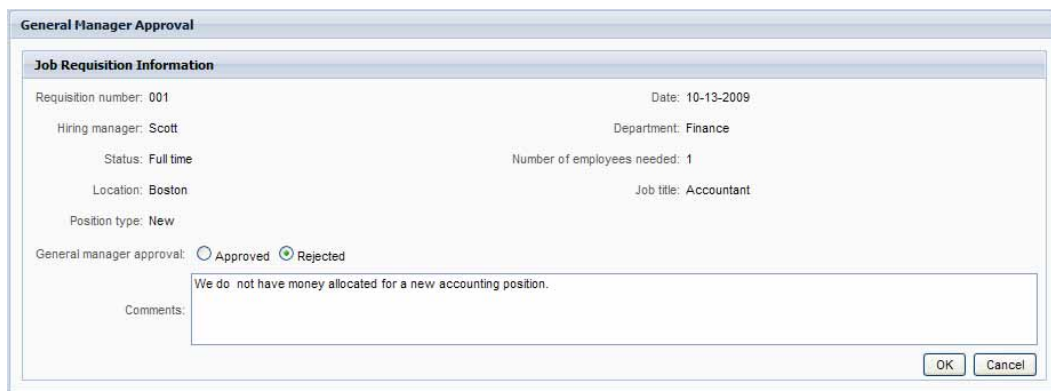 General Manager Approval
Job Requisition Information
Requisition number: 001 Date: 10-13-2009
Hiring manager: Scott Department: Finance
Status: Full time Number of employees needed: 1
Location: Boston Job title: Accountant
Position type: New
General manager approval: Approved Rejected
We do not have money allocated for a new accounting position.
Comments:
OK Cancel